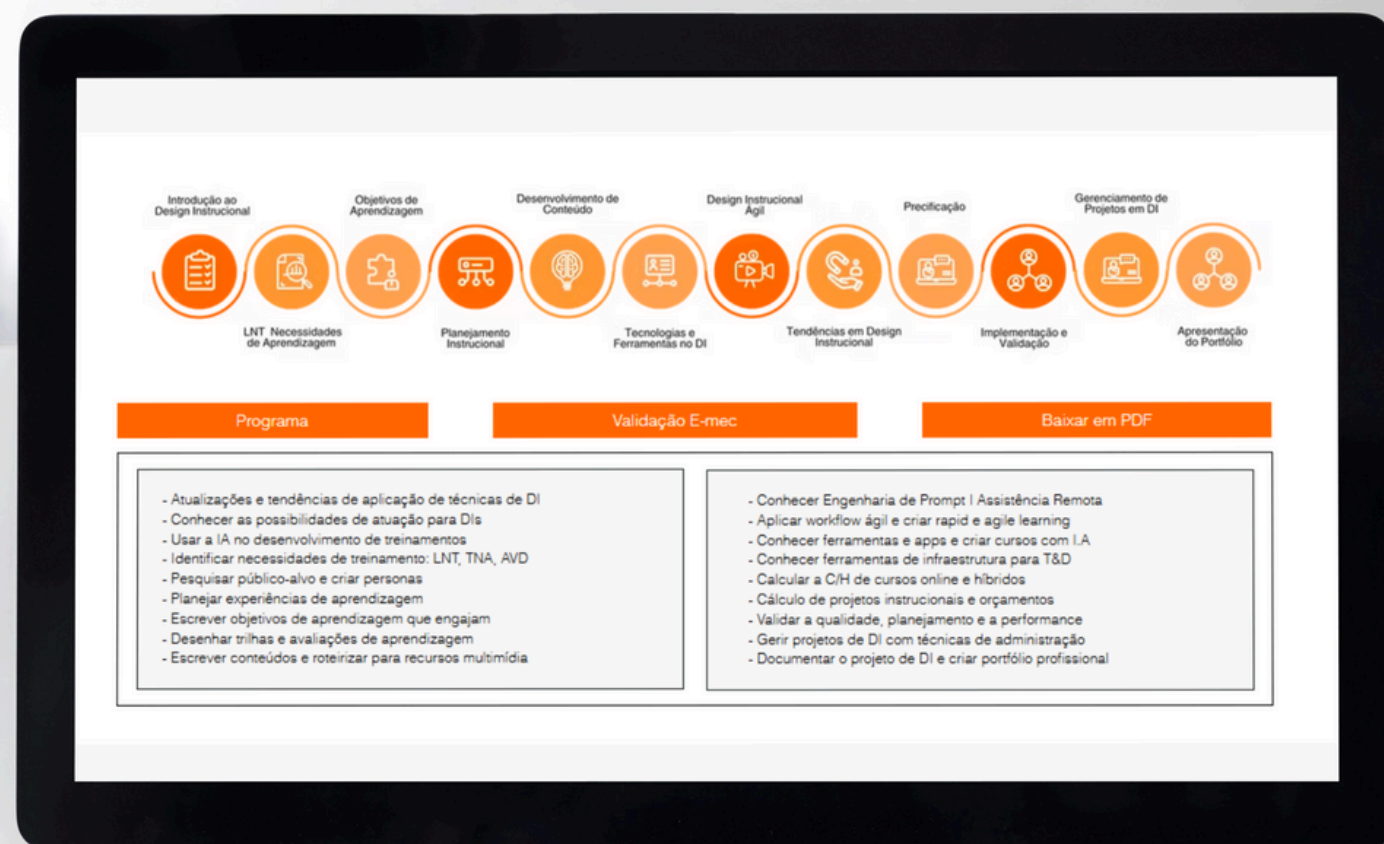 Introdução ao
Design Instrucional
LNT  Necessidades
de Aprendizagem
Objetivos de
Aprendizagem
Planejamento
Instrucional
Desenvolvimento de
Conteúdo
Tecnologias e
Ferramentas no DI
Design Instrucional
Ágil
Tendências em Design
Instrucional
Precificação
Implementação e
Validação
Gerenciamento de
Projetos em DI
Apresentação
do Portfólio
Programa
Validação E-mec
Baixar em PDF
- Atualizações e tendências de aplicação de técnicas de DI
- Conhecer as possibilidades de atuação para DIs
- Usar a IA no desenvolvimento de treinamentos
- Identificar necessidades de treinamento: LNT, TNA, AVD
- Pesquisar público-alvo e criar personas
- Planejar experiências de aprendizagem
- Escrever objetivos de aprendizagem que engajam
- Desenhar trilhas e avaliações de aprendizagem
- Escrever conteúdos e roteirizar para recursos multimídia
- Conhecer Engenharia de Prompt I Assistência Remota
- Aplicar workflow ágil e criar rapid e agile learning
- Conhecer ferramentas e apps e criar cursos com I.A
- Conhecer ferramentas de infraestrutura para T&D
- Calcular a C/H de cursos online e híbridos
- Cálculo de projetos instrucionais e orçamentos
- Validar a qualidade, planejamento e a performance
- Gerir projetos de DI com técnicas de administração
- Documentar o projeto de DI e criar portfólio profissional